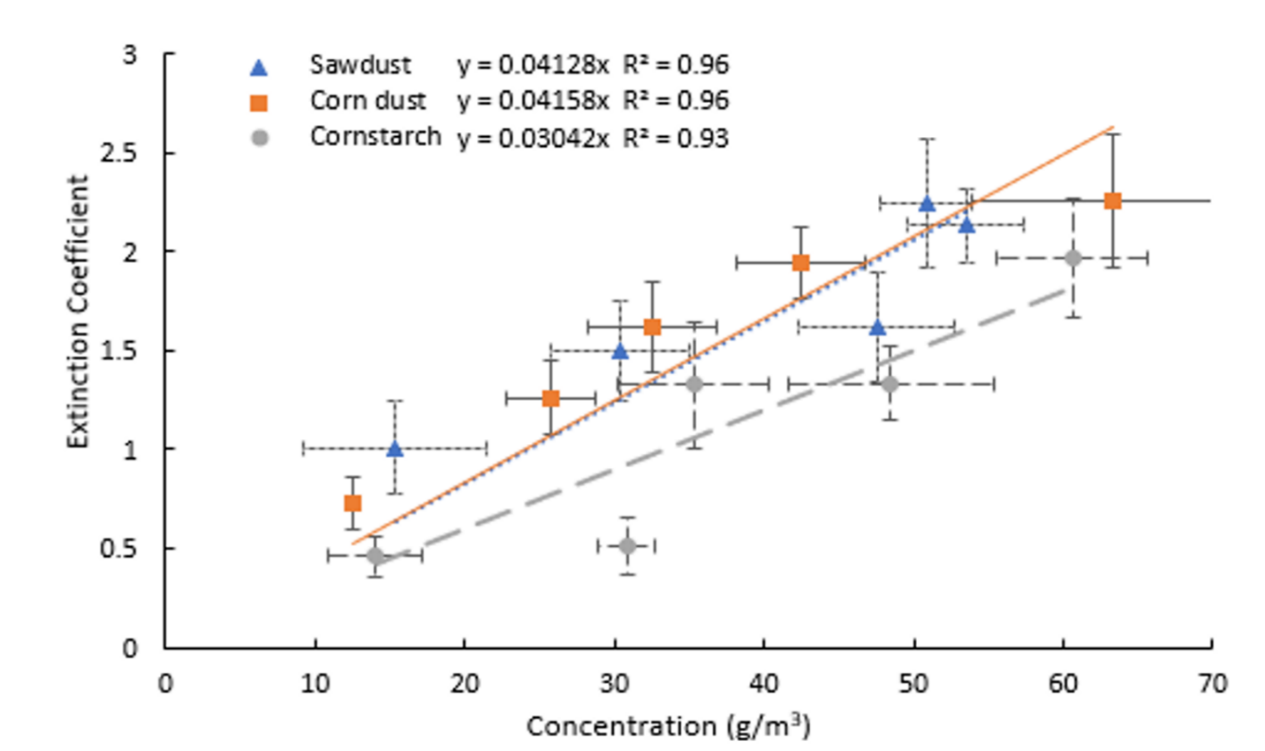 3
2.5
2
1.5
1
0.5
0
Extinction Coefficient
Sawdust y = 0.04128x R² = 0.96
Corn dust y = 0.04158x R² = 0.96
Cornstarch y = 0.03042x R² = 0.93
0 10 20 30 40 50 60 70
Concentration (g/m³)